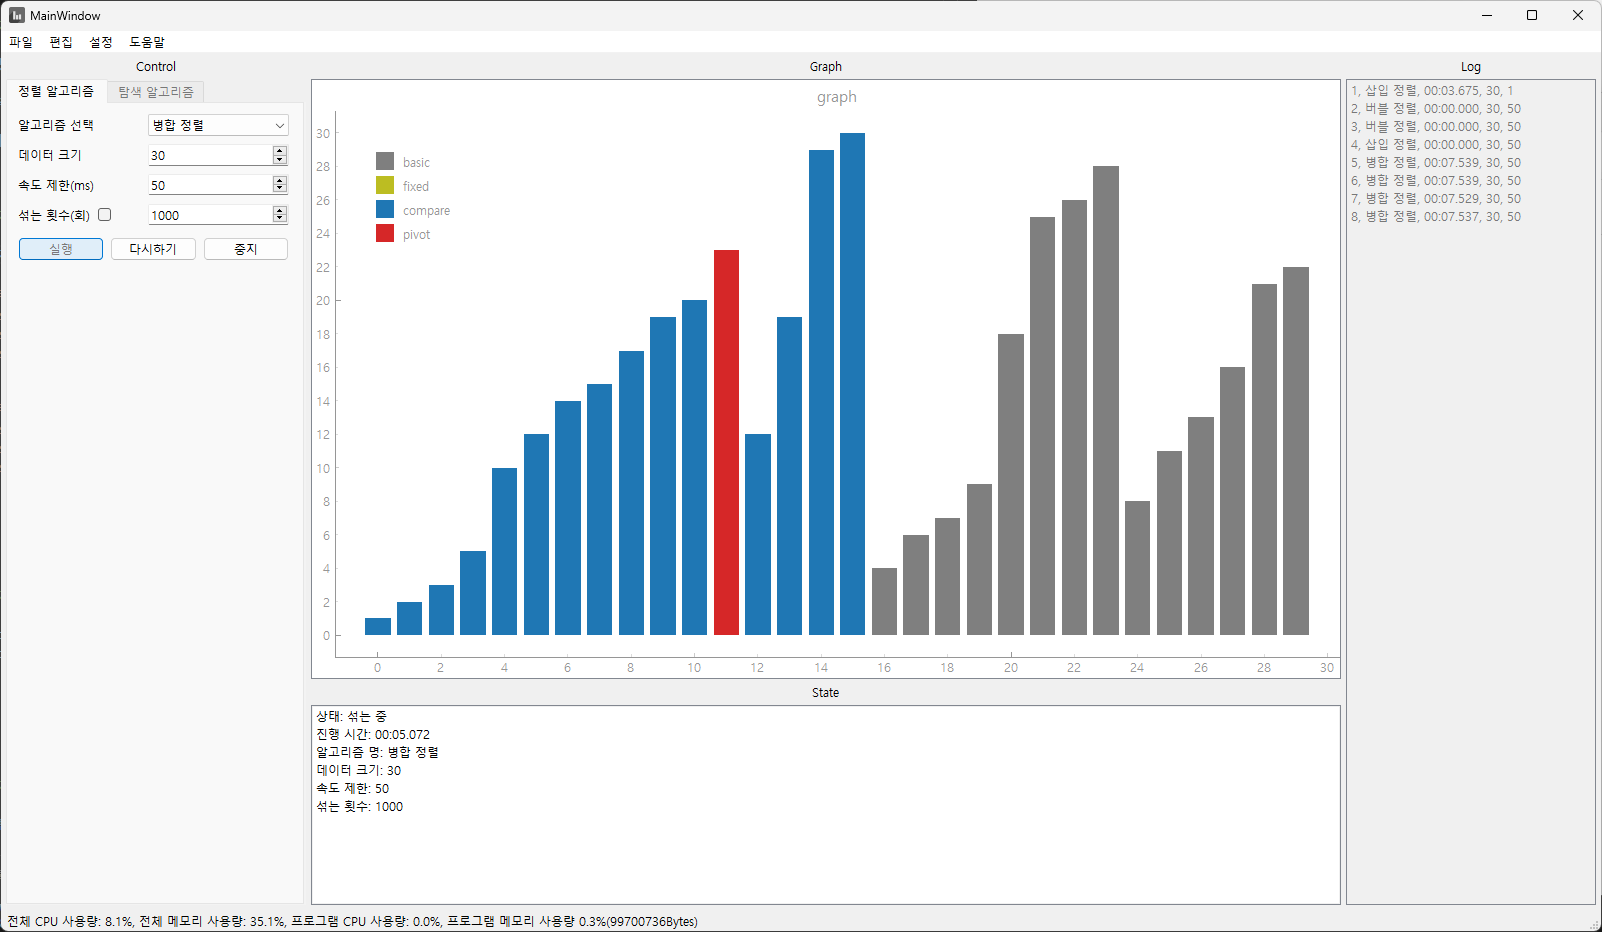 MainWindow
파일 편집 설정 도움말
Control
정렬 알고리즘 탐색 알고리즘
알고리즘 선택 병합 정렬
데이터 크기 30
속도 제한(ms) 50
섞는 횟수(회) 1000
실행 다시하기 중지
Graph
graph
30
28
26
24
22
20
18
16
14
12
10
8
6
4
2
0
basic
fixed
compare
pivot
0 2 4 6 8 10 12 14 16 18 20 22 24 26 28 30
State
상태: 섞는 중
진행 시간: 00:05.072
알고리즘 명: 병합 정렬
데이터 크기: 30
속도 제한: 50
섞는 횟수: 1000
Log
1, 삽입 정렬, 00:03.675, 30, 1
2, 버블 정렬, 00:00.000, 30, 50
3, 버블 정렬, 00:00.000, 30, 50
4, 삽입 정렬, 00:00.000, 30, 50
5, 병합 정렬, 00:07.539, 30, 50
6, 병합 정렬, 00:07.539, 30, 50
7, 병합 정렬, 00:07.529, 30, 50
8, 병합 정렬, 00:07.537, 30, 50
전체 CPU 사용량: 8.1%, 전체 메모리 사용량: 35.1%, 프로그램 CPU 사용량: 0.0%, 프로그램 메모리 사용량 0.3%(99700736Bytes)